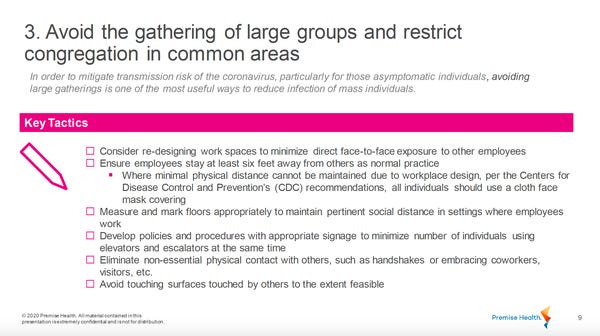 3. Avoid the gathering of large groups and restrict
congregation in common areas
In order to mitigate transmission risk of the coronavirus, particularly for those asymptomatic individuals, avoiding
large gatherings is one of the most useful ways to reduce infection of mass individuals.
Key Tactics
☐ Consider re-designing work spaces to minimize direct face-to-face exposure to other employees
☐ Ensure employees stay at least six feet away from others as normal practice
▪ Where minimal physical distance cannot be maintained due to workplace design, per the Centers for
Disease Control and Prevention's (CDC) recommendations, all individuals should use a cloth face
mask covering
☐ Measure and mark floors appropriately to maintain pertinent social distance in settings where employees
work
☐ Develop policies and procedures with appropriate signage to minimize number of individuals using
elevators and escalators at the same time
☐ Eliminate non-essential physical contact with others, such as handshakes or embracing coworkers,
visitors, etc.
☐ Avoid touching surfaces touched by others to the extent feasible
© 2020 Premise Health. All material contained in this
presentation is extremely confidential and is not for distribution.
Premise Health.
9